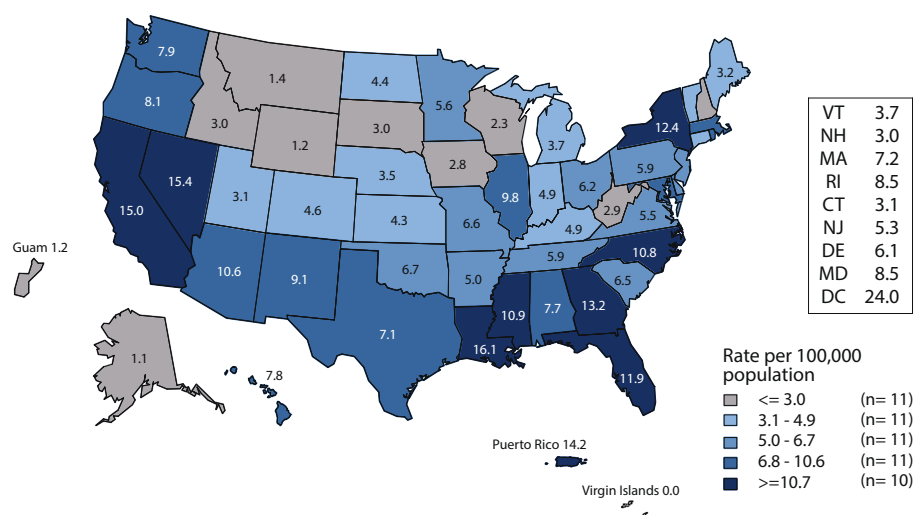 7.9
4.4
3.2
1.4
5.6
8.1
VT 3.7
NH 3.0
MA 7.2
RI 8.5
CT 3.1
NJ 5.3
DE 6.1
MD 8.5
DC 24.0
3.0
3.0
2.3
12.4
1.2
3.7
2.8
5.9
3.5
15.4
6.2
3.1
9.8
4.9
4.6
2.9
15.0
4.3
6.6
5.5
4.9
Guam 1.2
10.8
5.9
10.6
6.7
9.1
5.0
6.5
13.2
10.9
7.7
7.1
16.1
1.1
7.8
11.9
Rate per 100,000
population
<= 3.0 (n= 11)
3.1 - 4.9 (n= 11)
5.0 - 6.7 (n= 11)
6.8 - 10.6 (n= 11)
>=10.7 (n= 10)
Puerto Rico 14.2
Virgin Islands 0.0